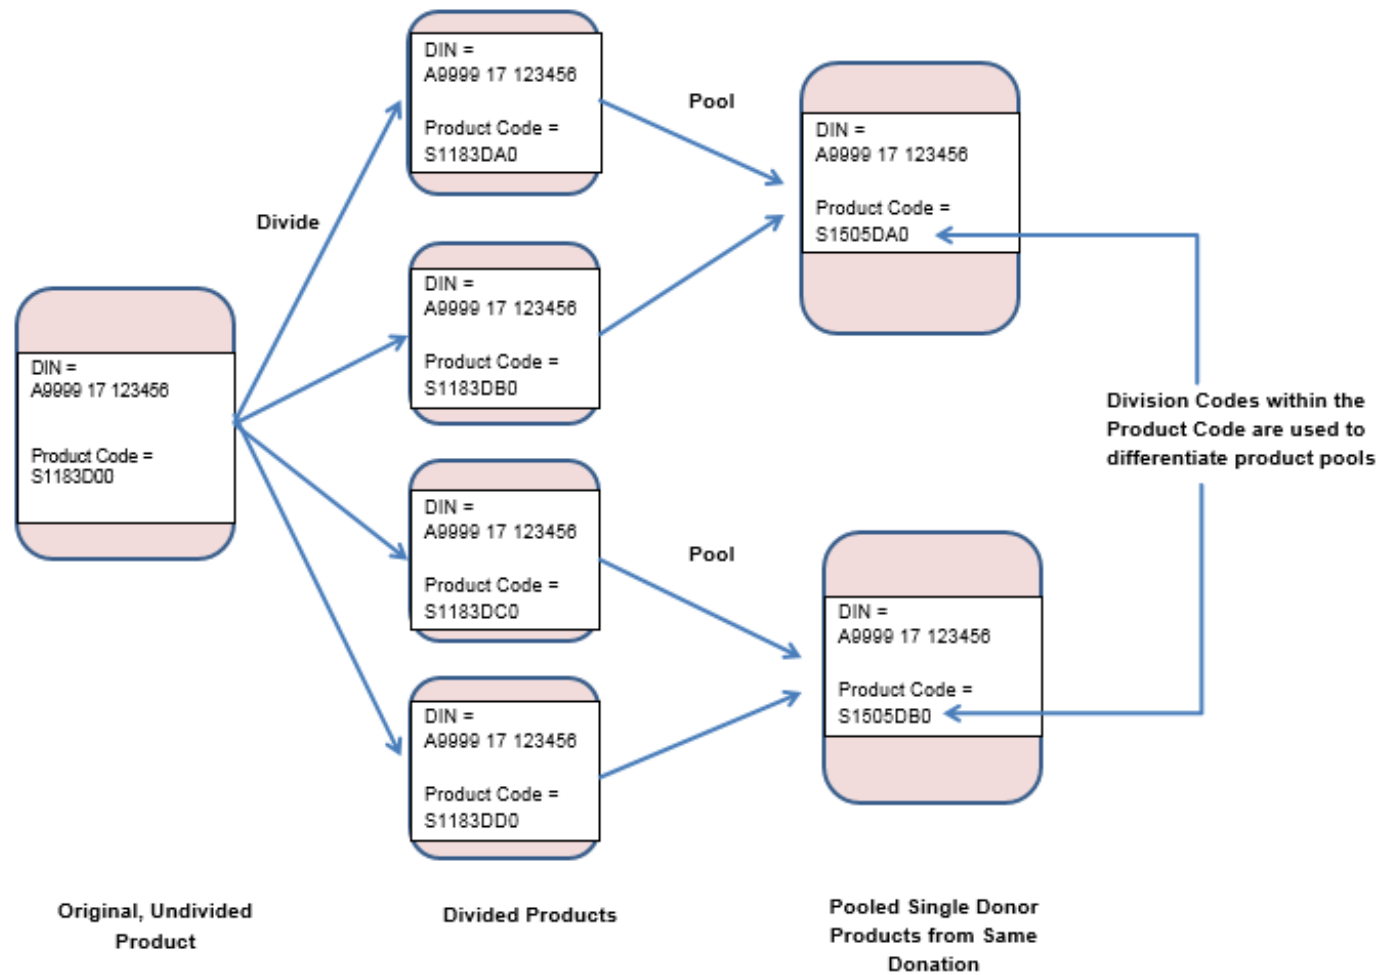 DIN =
A9999 17 123456
Product Code =
S1183D00
Original, Undivided
Product
Divide
DIN =
A9999 17 123456
Product Code =
S1183DA0
DIN =
A9999 17 123456
Product Code =
S1183DB0
DIN =
A9999 17 123456
Product Code =
S1183DC0
DIN =
A9999 17 123456
Product Code =
S1183DD0
Divided Products
Pool
Pool
DIN =
A9999 17 123456
Product Code =
S1505DA0
DIN =
A9999 17 123456
Product Code =
S1505DB0
Pooled Single Donor
Products from Same
Donation
Division Codes within the
Product Code are used to
differentiate product pools